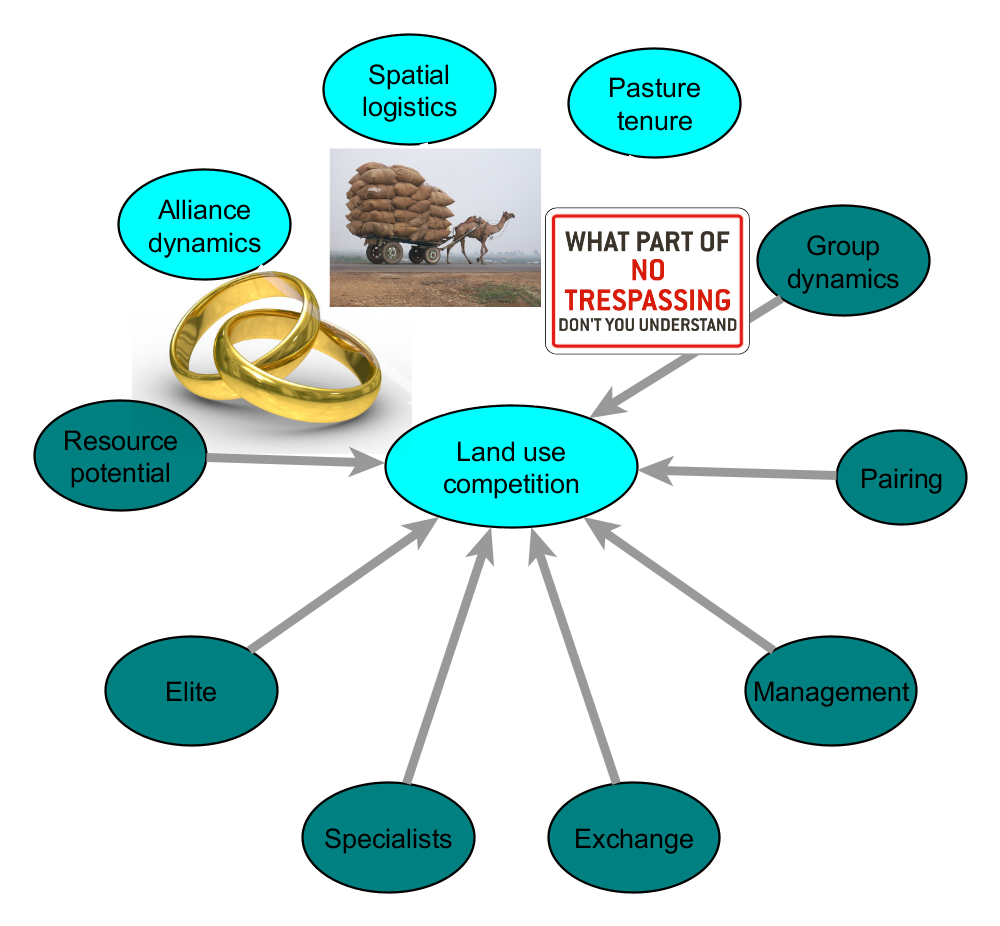 Spatial
logistics
Pasture
tenure
Alliance
dynamics
WHAT PART OF
NO
TRESPASSING
DON'T YOU UNDERSTAND
Group
dynamics
Resource
potential
Land use
competition
Pairing
Elite
Management
Specialists
Exchange